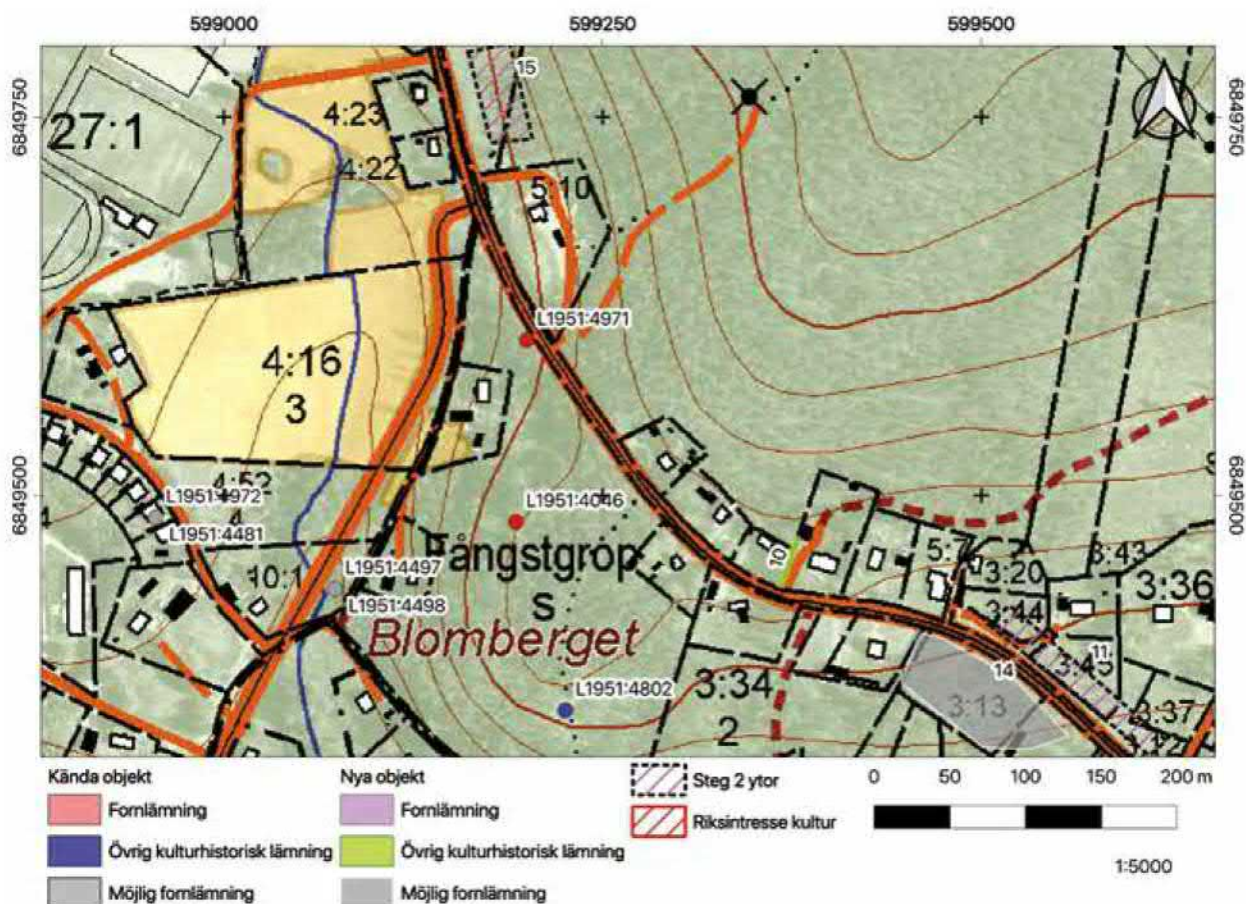 599000
599250
599500
6849750
6849750
6849500
6849500
15
4:23
27:1
4:22
5:10
L1951:4971
4:16
3
4:52
L1951:4972
L1951:4046
L1951:4481
10
5:7
3:43
3:20
3:36
10:1
L1951:4497
Fångstgrop
L1951:4498
s
3:44
Blomberget
11
3:45
14
L1951:4802
3:34
3:13
3:37
2
Kända objekt
Nya objekt
Fornlämning
Fornlämning
Steg 2 ytor
0 50 100 150 200 m
Övrig kulturhistorisk lämning
Övrig kulturhistorisk lämning
Riksintresse kultur
1:5000
Möjlig fornlämning
Möjlig fornlämning